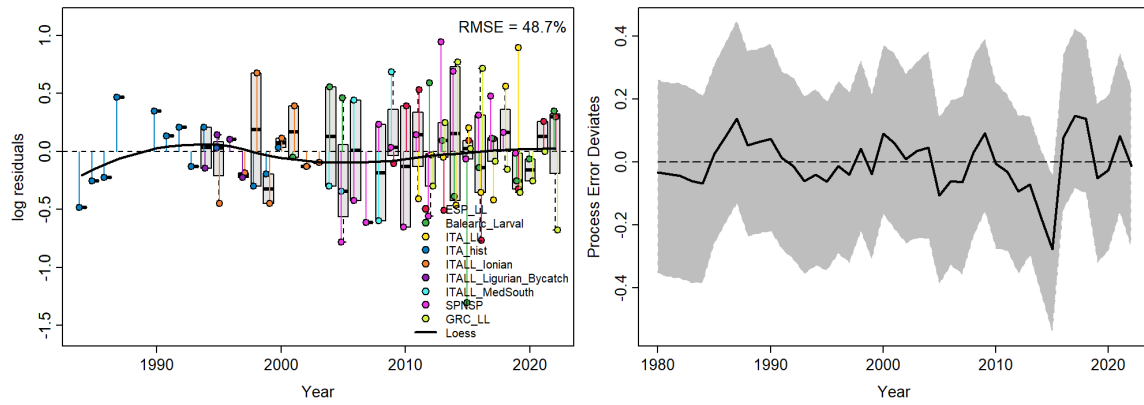 RMSE = 48.7%
1.0
0.5
0.0
-0.5
-1.0
-1.5
log residuals
ESP_LL
Balearic_Larval
ITA_LL
ITA_hist
ITALL_Ionian
ITALL_Ligurian_Bycatch
ITALL_MedSouth
SPNSP
GRC_LL
Loess
1990 2000 2010 2020
Year
0.4
0.2
0.0
-0.2
-0.4
Process Error Deviates
1980 1990 2000 2010 2020
Year